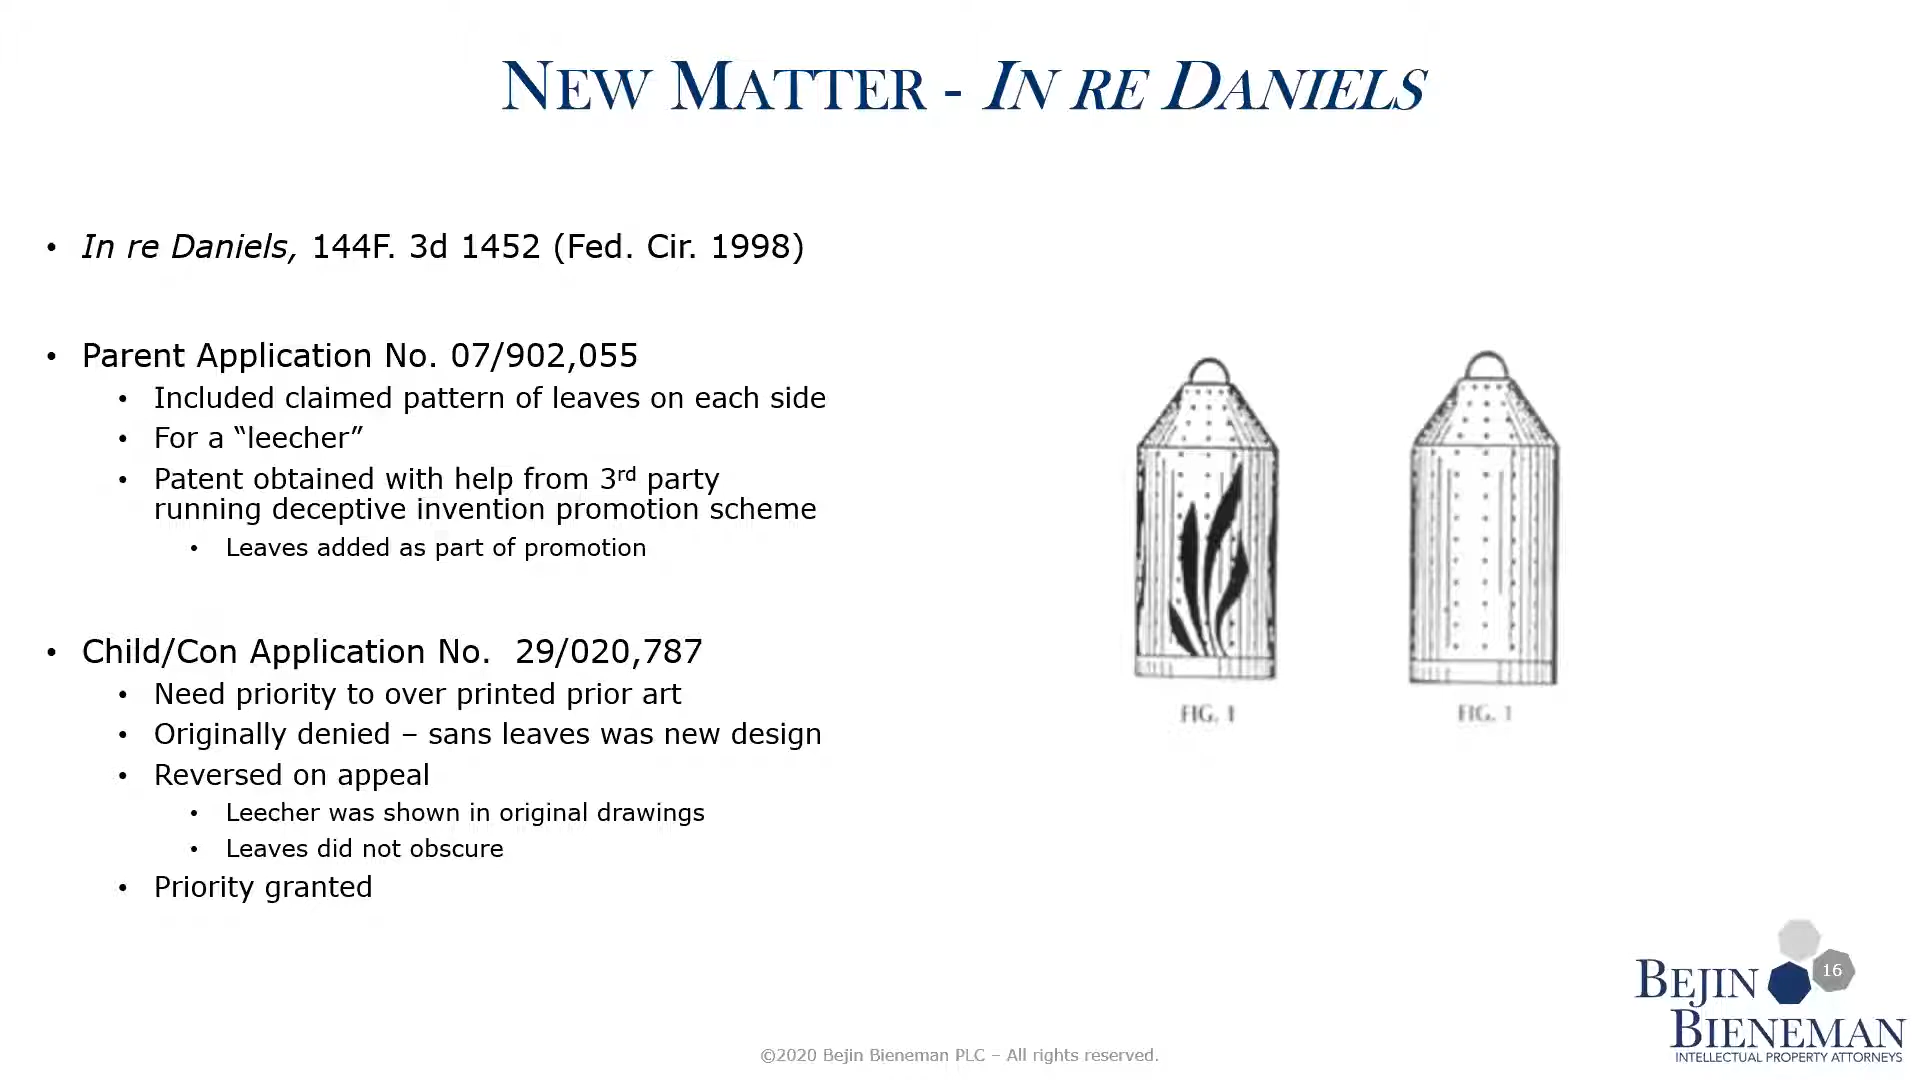 NEW MATTER - IN RE DANIELS
• In re Daniels, 144F. 3d 1452 (Fed. Cir. 1998)
• Parent Application No. 07/902,055
• Included claimed pattern of leaves on each side
• For a “leecher”
• Patent obtained with help from 3rd party
running deceptive invention promotion scheme
• Leaves added as part of promotion
• Child/Con Application No.  29/020,787
• Need priority to over printed prior art
• Originally denied – sans leaves was new design
• Reversed on appeal
• Leecher was shown in original drawings
• Leaves did not obscure
• Priority granted
FIG. 1
FIG. 1
16
BEJIN
BIENEMAN
INTELLECTUAL PROPERTY ATTORNEYS
©2020 Bejin Bieneman PLC – All rights reserved.